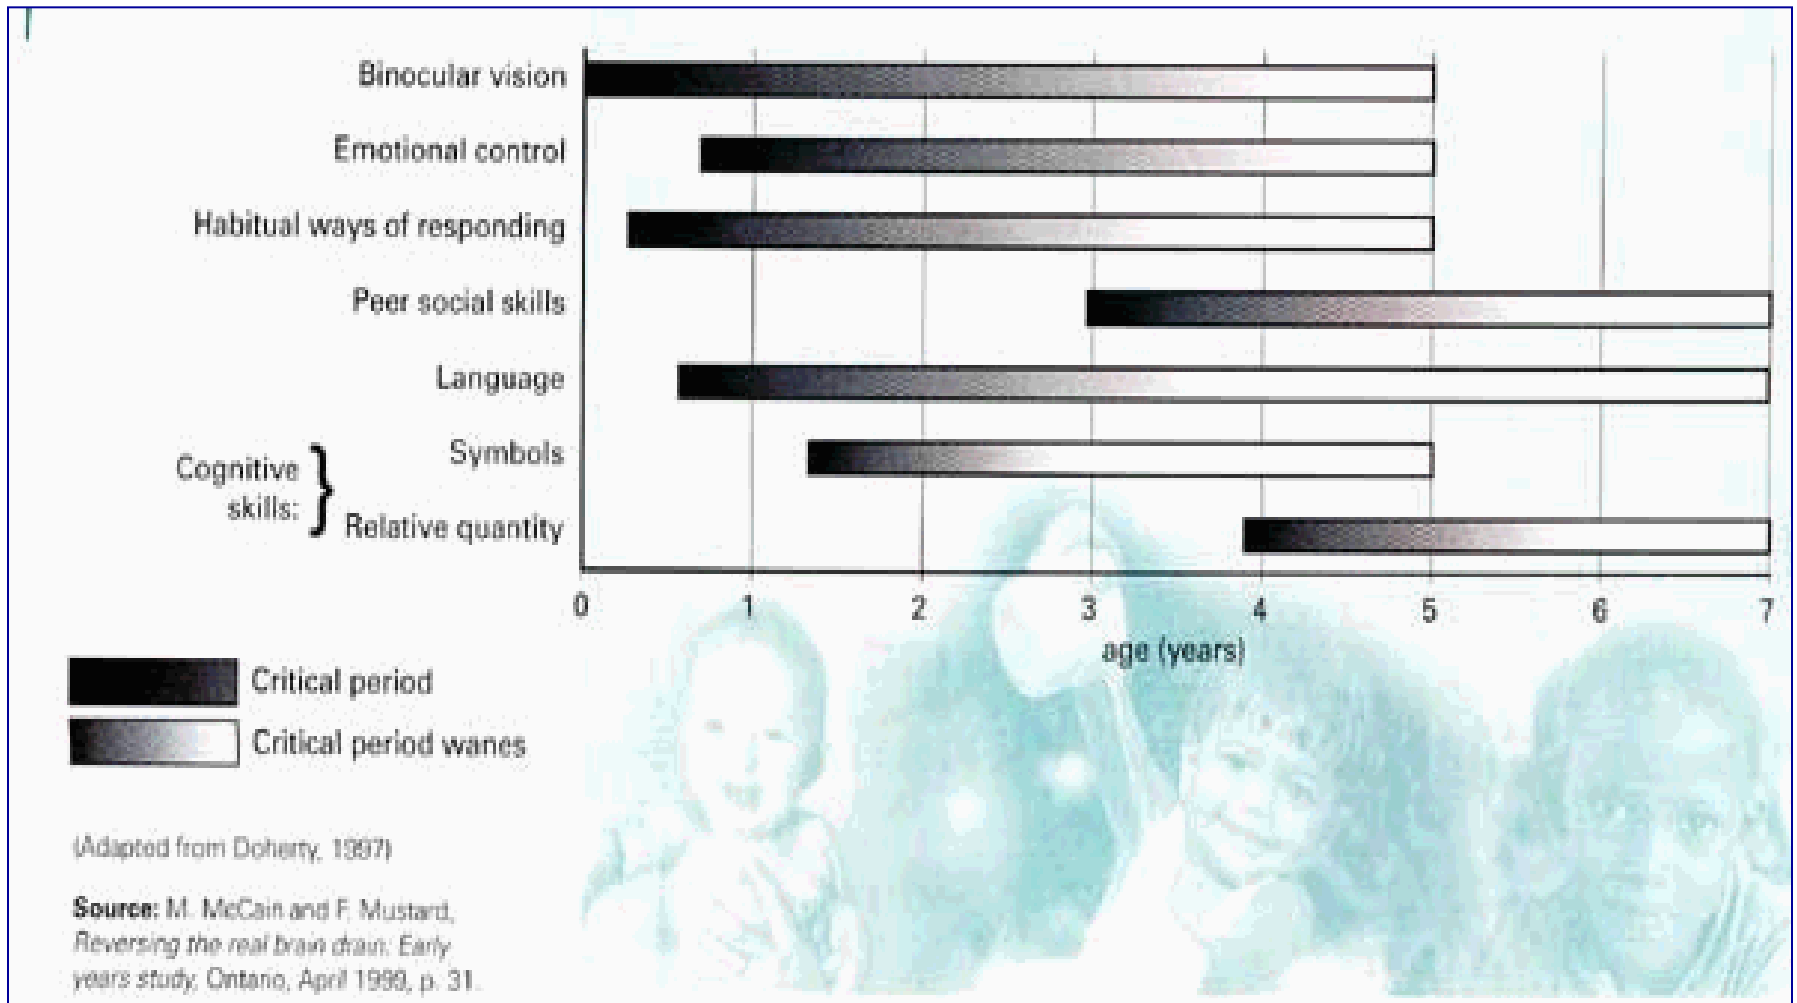 Binocular vision
Emotional control
Habitual ways of responding
Peer social skills
Language
Cognitive
skills:
}
Symbols
Relative quantity
0 1 2 3 4 5 6 7
age (years)
Critical period
Critical period wanes
(Adapted from Doherty, 1997)
Source: M. McCain and F. Mustard,
Reversing the real brain drain: Early
years study, Ontario, April 1999, p. 31.